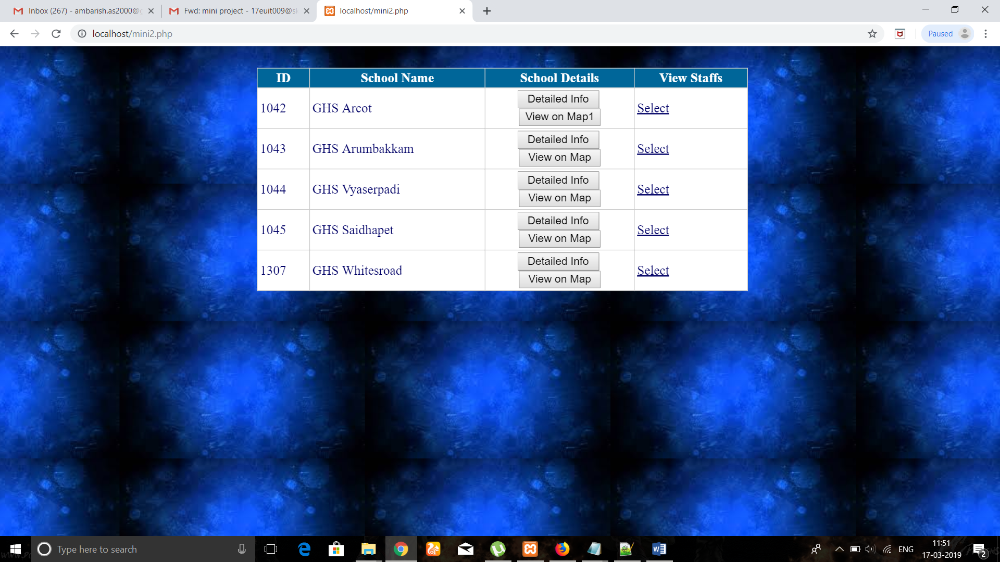 Inbox (267) - ambarish.as2000@g
Fwd: mini project - 17euit009@sk
localhost/mini2.php
localhost/mini2.php
Paused
ID School Name School Details View Staffs
1042 GHS Arcot Detailed Info Select
View on Map1
1043 GHS Arumbakkam Detailed Info Select
View on Map
1044 GHS Vyaserpadi Detailed Info Select
View on Map
1045 GHS Saidhapet Detailed Info Select
View on Map
1307 GHS Whitesroad Detailed Info Select
View on Map
Type here to search
ENG
11:51
17-03-2019
2